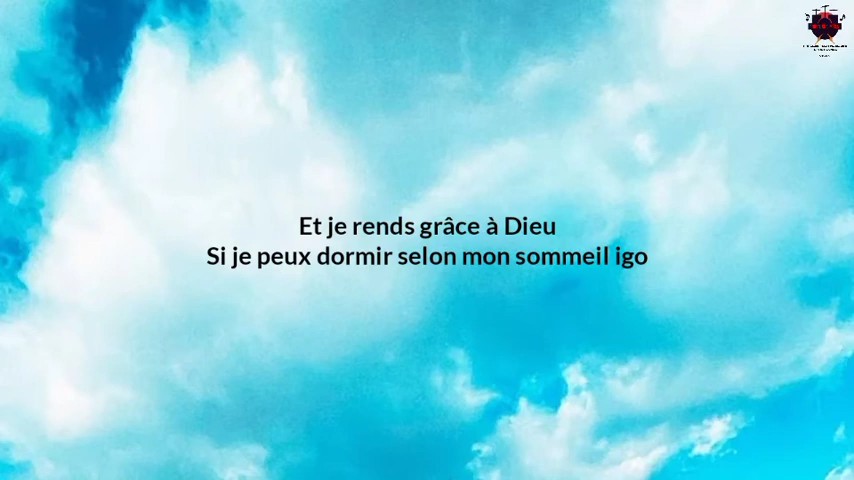 Et je rends grâce à Dieu
Si je peux dormir selon mon sommeil igo